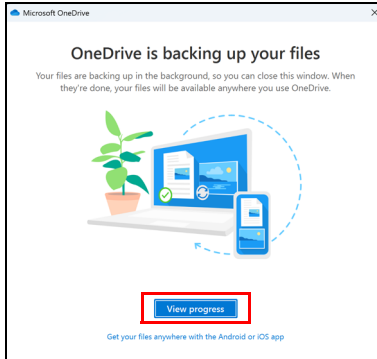 Microsoft OneDrive
OneDrive is backing up your files
Your files are backing up in the background, so you can close this window. When
they're done, your files will be available anywhere you use OneDrive.
View progress
Get your files anywhere with the Android or iOS app